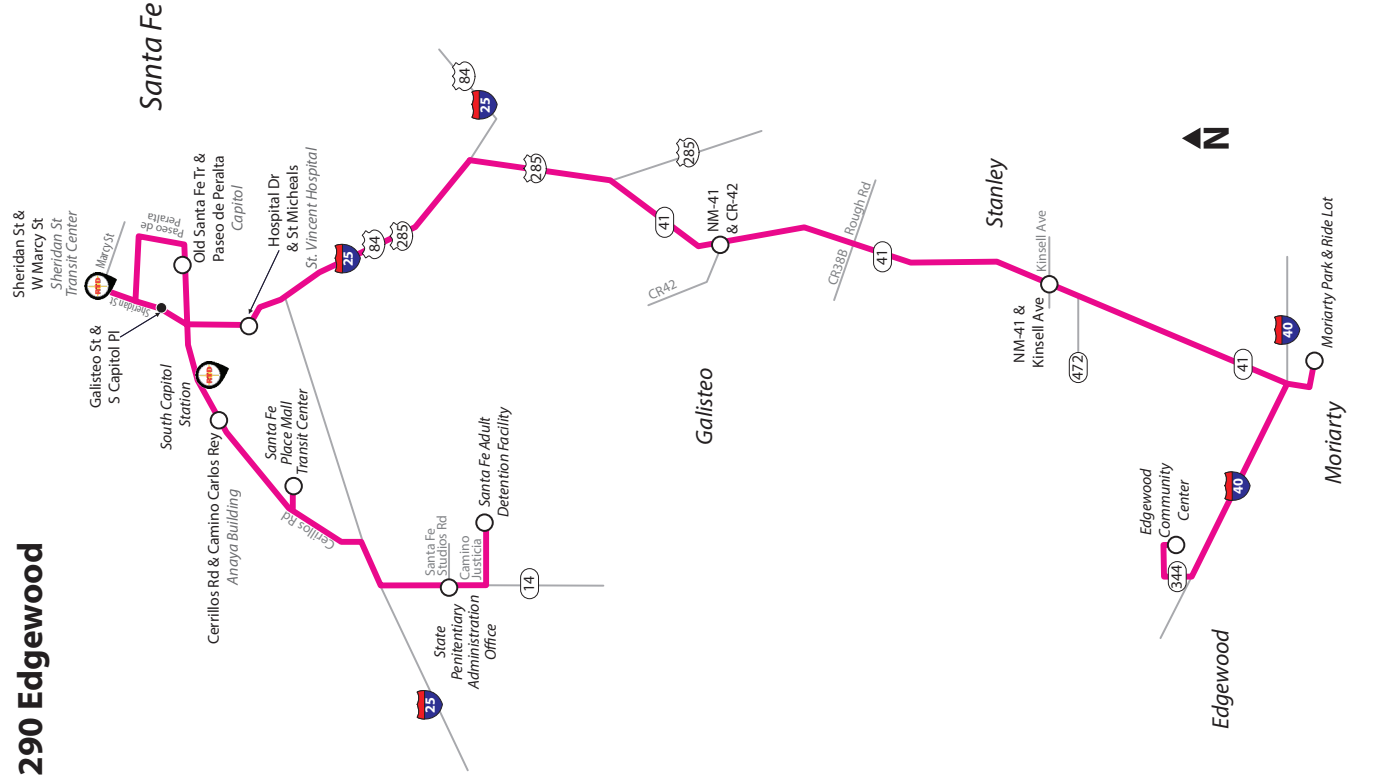 290 Edgewood
Santa Fe
Sheridan St &
W Marcy St
Sheridan St
Transit Center
Marcy St
RTD
Sheridan St
Paseo de
Peralta
Old Santa Fe Tr &
Paseo de Peralta
Capitol
Galisteo St &
S Capitol Pl
Hospital Dr
& St Micheals
St. Vincent Hospital
South Capitol
Station
RTD
Cerrillos Rd & Camino Carlos Rey
Anaya Building
Santa Fe
Place Mall
Transit Center
Cerillos Rd
25
84
285
84
25
285
285
Santa Fe
Studios Rd
Camino
Justicia
Santa Fe Adult
Detention Facility
State
Penitentiary
Administration
Office
14
25
41
NM-41
& CR-42
CR42
Galisteo
CR38B
Rough Rd
41
Stanley
Kinsell Ave
NM-41 &
Kinsell Ave
472
41
40
Moriarty Park & Ride Lot
Moriarty
40
Edgewood
Community
Center
344
Edgewood
N